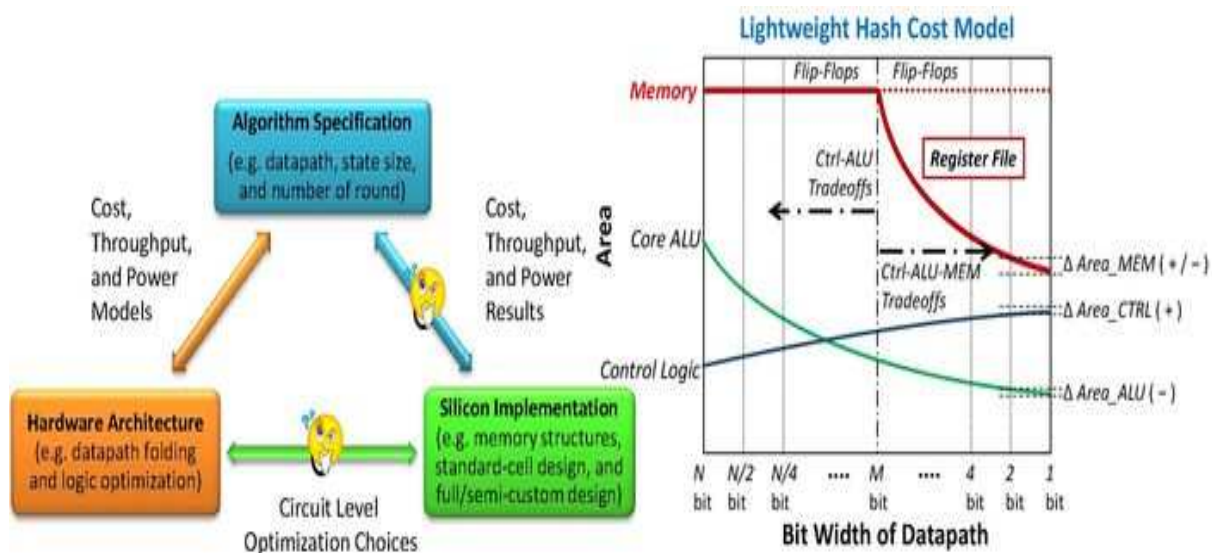 Algorithm Specification
(e.g. datapath, state size,
and number of round)
Cost,
Throughput,
and Power
Models
Cost,
Throughput,
and Power
Results
Hardware Architecture
(e.g. datapath folding
and logic optimization)
Silicon Implementation
(e.g. memory structures,
standard-cell design, and
full/semi-custom design)
Circuit Level
Optimization Choices
Lightweight Hash Cost Model
Flip-Flops
Flip-Flops
Memory
Register File
Ctrl-ALU
Tradeoffs
Area
Core ALU
Ctrl-ALU-MEM
Tradeoffs
Δ Area_MEM (+/−)
Δ Area_CTRL (+)
Control Logic
Δ Area_ALU (−)
N N/2 N/4 .... M .... 4 2 1
bit bit bit bit bit bit bit
Bit Width of Datapath